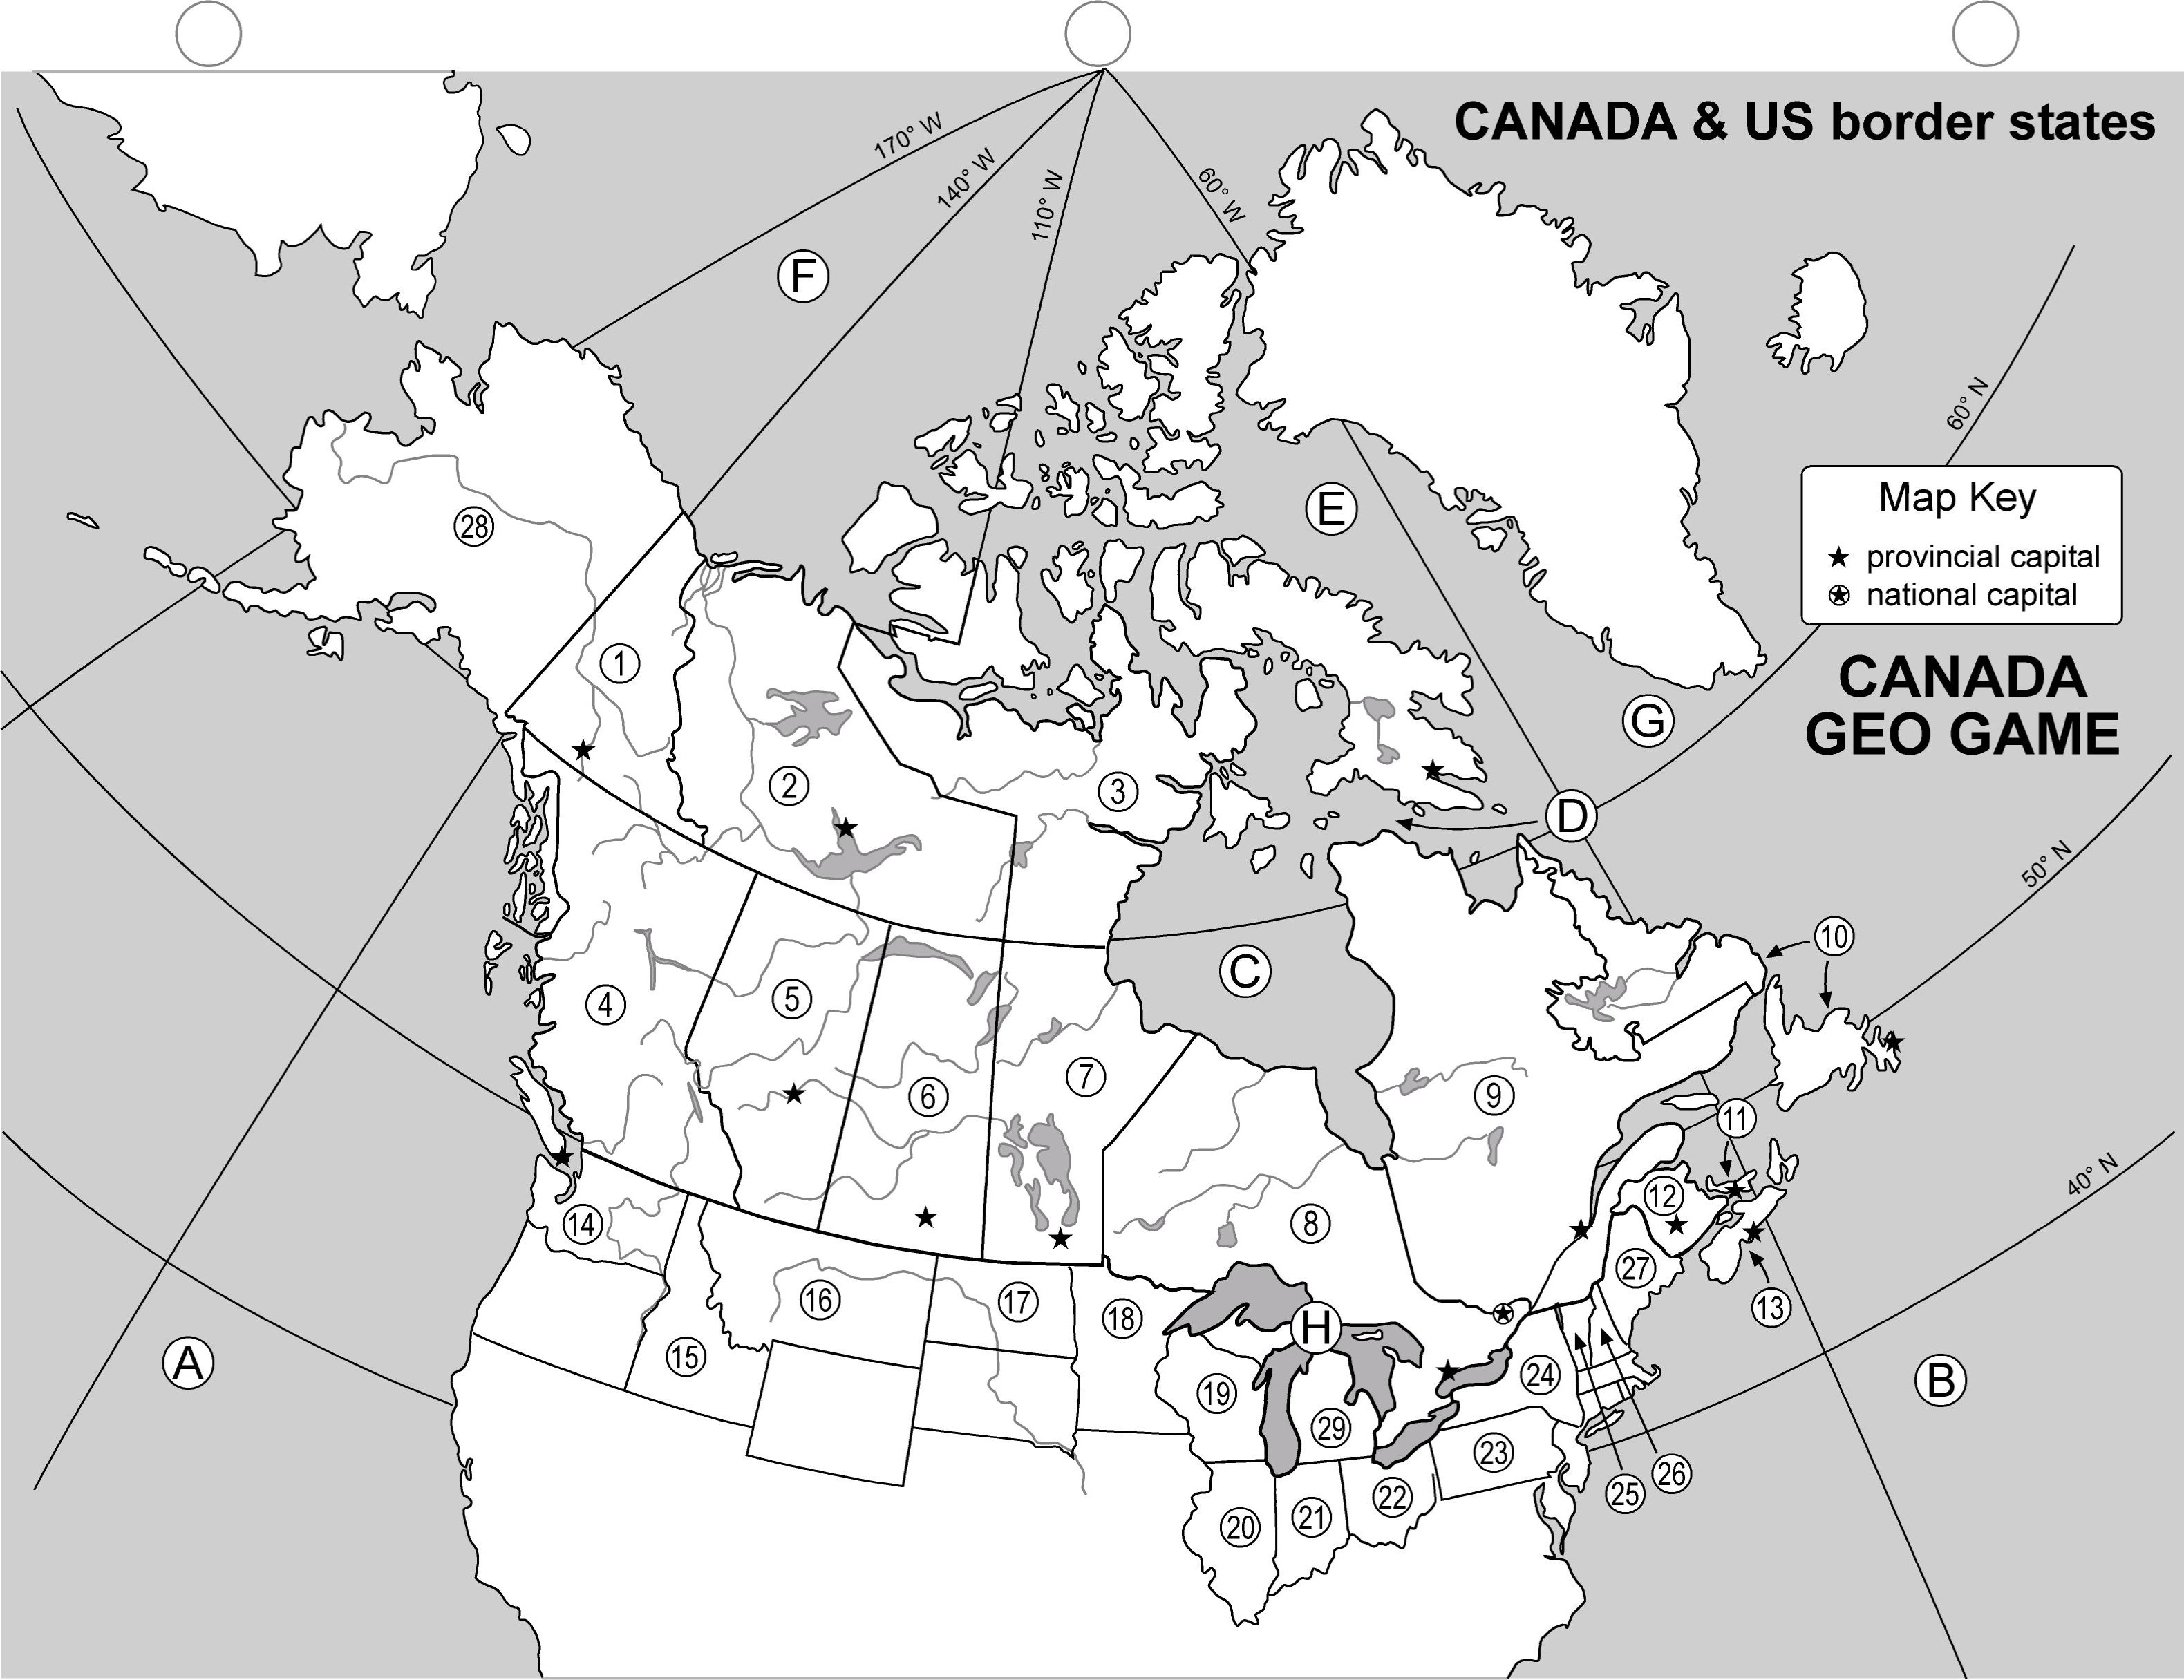 CANADA & US border states
170° W
140° W
110° W
60° W
F
E
60° N
Map Key
provincial capital
national capital
28
1
CANADA
GEO GAME
G
2
3
D
50° N
10
C
4
5
6
7
9
11
12
40° N
14
8
27
13
16
17
18
H
15
A
19
24
B
29
23
26
25
22
21
20